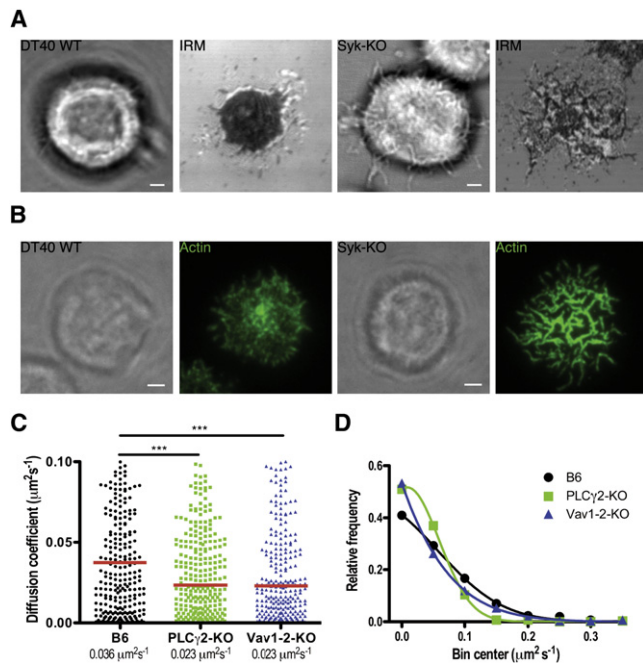 A
DT40 WT IRM Syk-KO IRM
B
DT40 WT Actin Syk-KO Actin
C
***
***
Diffusion coefficient (μm²s⁻¹)
0.10
0.05
0.00
B6 PLCγ2-KO Vav1-2-KO
0.036 μm²s⁻¹ 0.023 μm²s⁻¹ 0.023 μm²s⁻¹
D
Relative frequency
0.6
0.4
0.2
0.0
B6
PLCγ2-KO
Vav1-2-KO
0.0 0.1 0.2 0.3
Bin center (μm² s⁻¹)